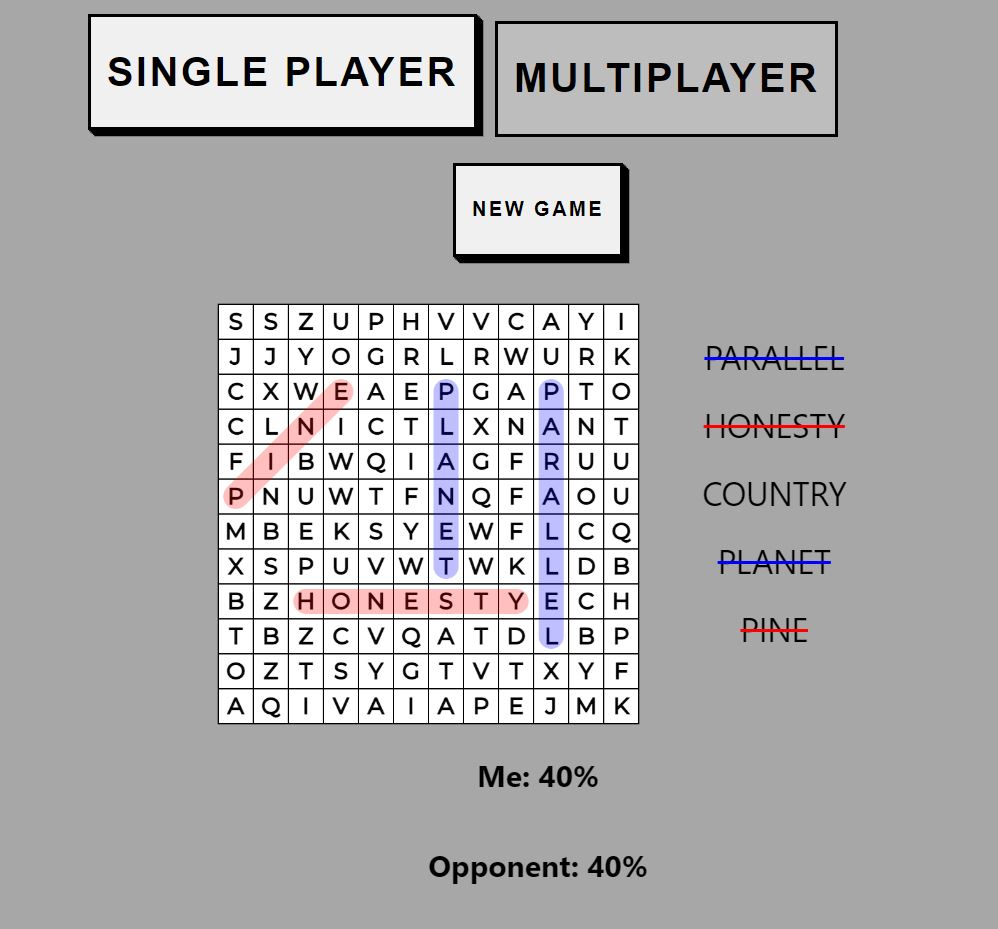 SINGLE PLAYER MULTIPLAYER
NEW GAME
S S Z U P H V V C A Y I
J J Y O G R L R W U R K
C X W E A E P G A P T O
C L N I C T L X N A N T
F I B W Q I A G F R U U
P N U W T F N Q F A O U
M B E K S Y E W F L C Q
X S P U V W T W K L D B
B Z H O N E S T Y E C H
T B Z C V Q A T D L B P
O Z T S Y G T V T X Y F
A Q I V A I A P E J M K
PARALLEL
HONESTY
COUNTRY
PLANET
PINE
Me: 40%
Opponent: 40%